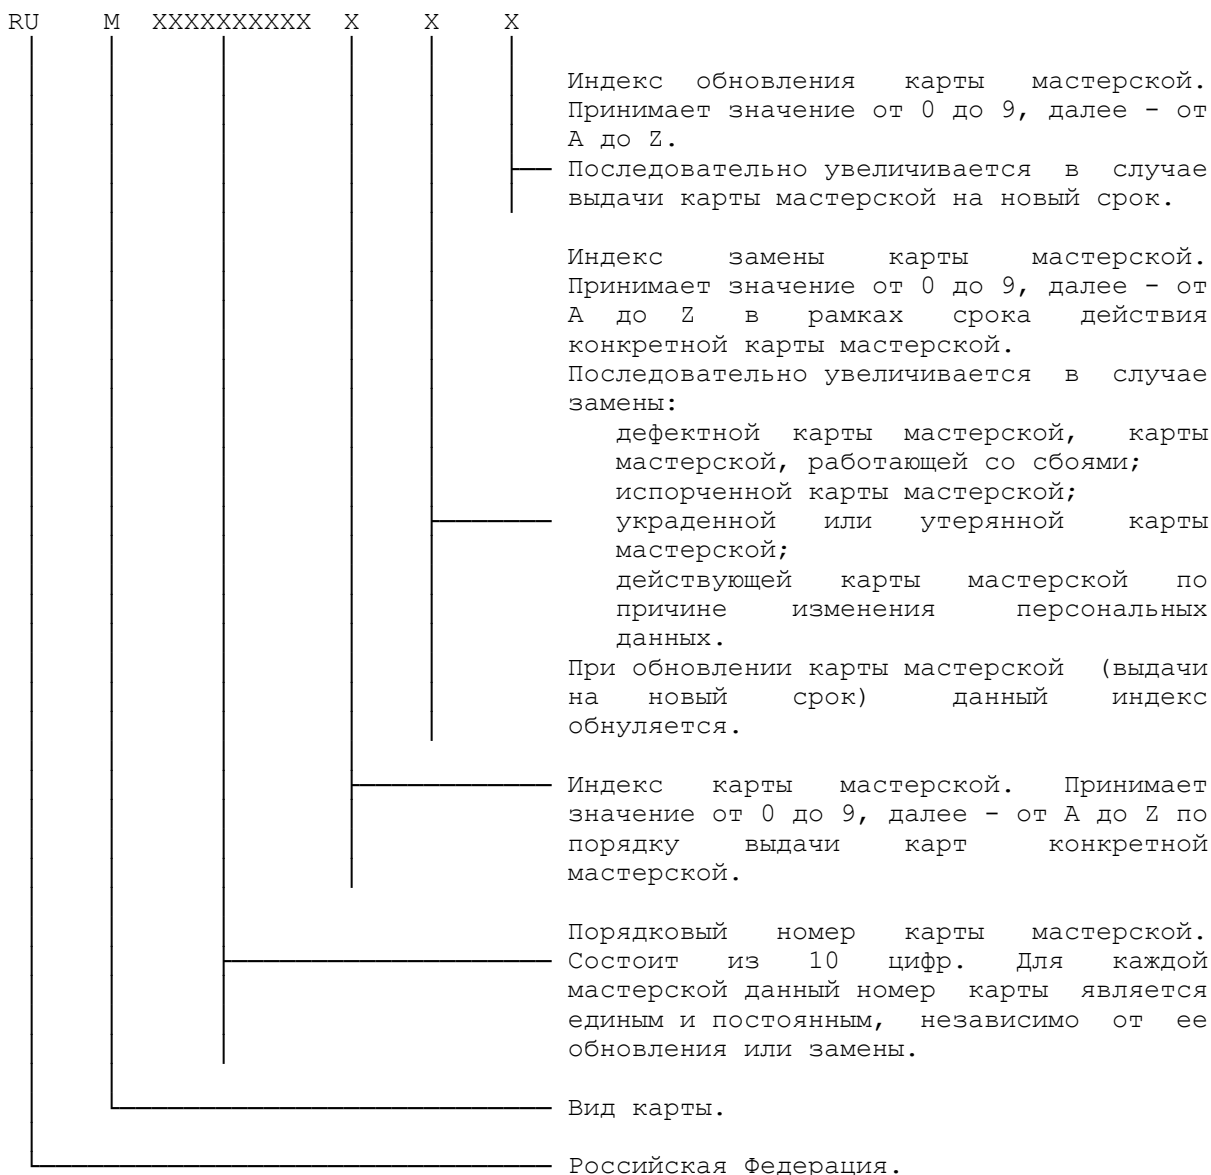 RU M XXXXXXXXXX X X X
Индекс обновления карты мастерской.
Принимает значение от 0 до 9, далее - от
A до Z.
Последовательно увеличивается в случае
выдачи карты мастерской на новый срок.
Индекс замены карты мастерской.
Принимает значение от 0 до 9, далее - от
A до Z в рамках срока действия
конкретной карты мастерской.
Последовательно увеличивается в случае
замены:
дефектной карты мастерской, карты
мастерской, работающей со сбоями;
испорченной карты мастерской;
украденной или утерянной карты
мастерской;
действующей карты мастерской по
причине изменения персональных
данных.
При обновлении карты мастерской (выдачи
на новый срок) данный индекс
обнуляется.
Индекс карты мастерской. Принимает
значение от 0 до 9, далее - от A до Z по
порядку выдачи карт конкретной
мастерской.
Порядковый номер карты мастерской.
Состоит из 10 цифр. Для каждой
мастерской данный номер карты является
единым и постоянным, независимо от ее
обновления или замены.
Вид карты.
Российская Федерация.